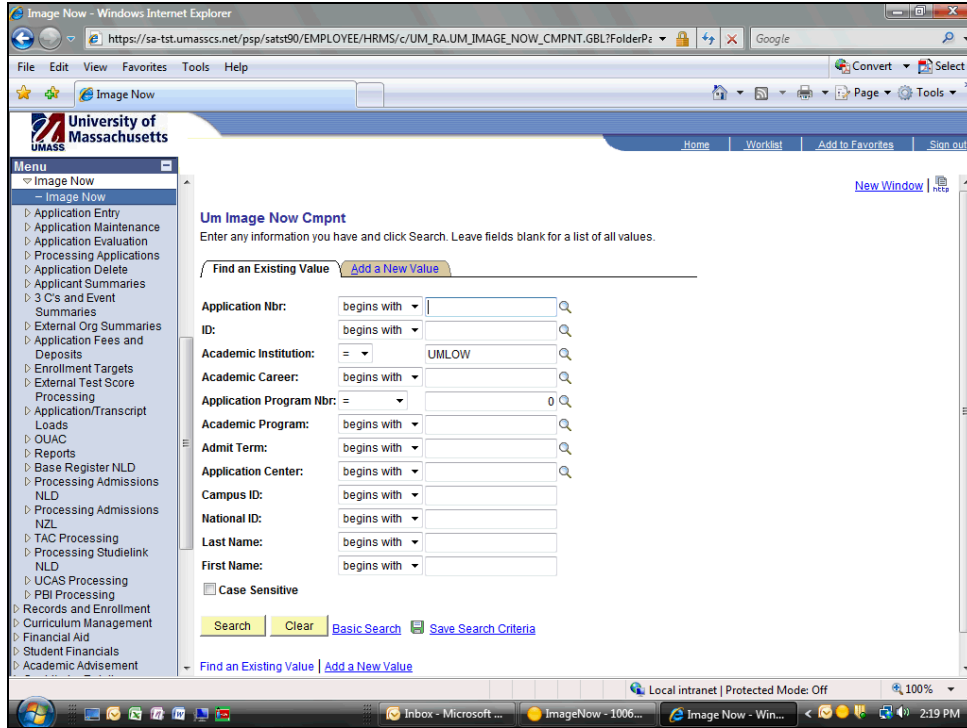 Image Now - Windows Internet Explorer
https://sa-tst.umasscs.net/psp/satst90/EMPLOYEE/HRMS/c/UM_RA.UM_IMAGE_NOW_CMPNT.GBL?FolderPa
Google
File Edit View Favorites Tools Help
Convert Select
Image Now
Page Tools
University of
Massachusetts
UMASS
Home Worklist Add to Favorites Sign out
Menu
Image Now
– Image Now
Application Entry
Application Maintenance
Application Evaluation
Processing Applications
Application Delete
Applicant Summaries
3 C's and Event
Summaries
External Org Summaries
Application Fees and
Deposits
Enrollment Targets
External Test Score
Processing
Application/Transcript
Loads
OUAC
Reports
Base Register NLD
Processing Admissions
NLD
Processing Admissions
NZL
TAC Processing
Processing Studielink
NLD
UCAS Processing
PBI Processing
Records and Enrollment
Curriculum Management
Financial Aid
Student Financials
Academic Advisement
New Window http
Um Image Now Cmpnt
Enter any information you have and click Search. Leave fields blank for a list of all values.
Find an Existing Value Add a New Value
Application Nbr: begins with
ID: begins with
Academic Institution: = UMLOW
Academic Career: begins with
Application Program Nbr: = 0
Academic Program: begins with
Admit Term: begins with
Application Center: begins with
Campus ID: begins with
National ID: begins with
Last Name: begins with
First Name: begins with
Case Sensitive
Search Clear Basic Search Save Search Criteria
Find an Existing Value | Add a New Value
Local intranet | Protected Mode: Off 100%
Inbox - Microsoft ... ImageNow - 1006... Image Now - Win... 2:19 PM